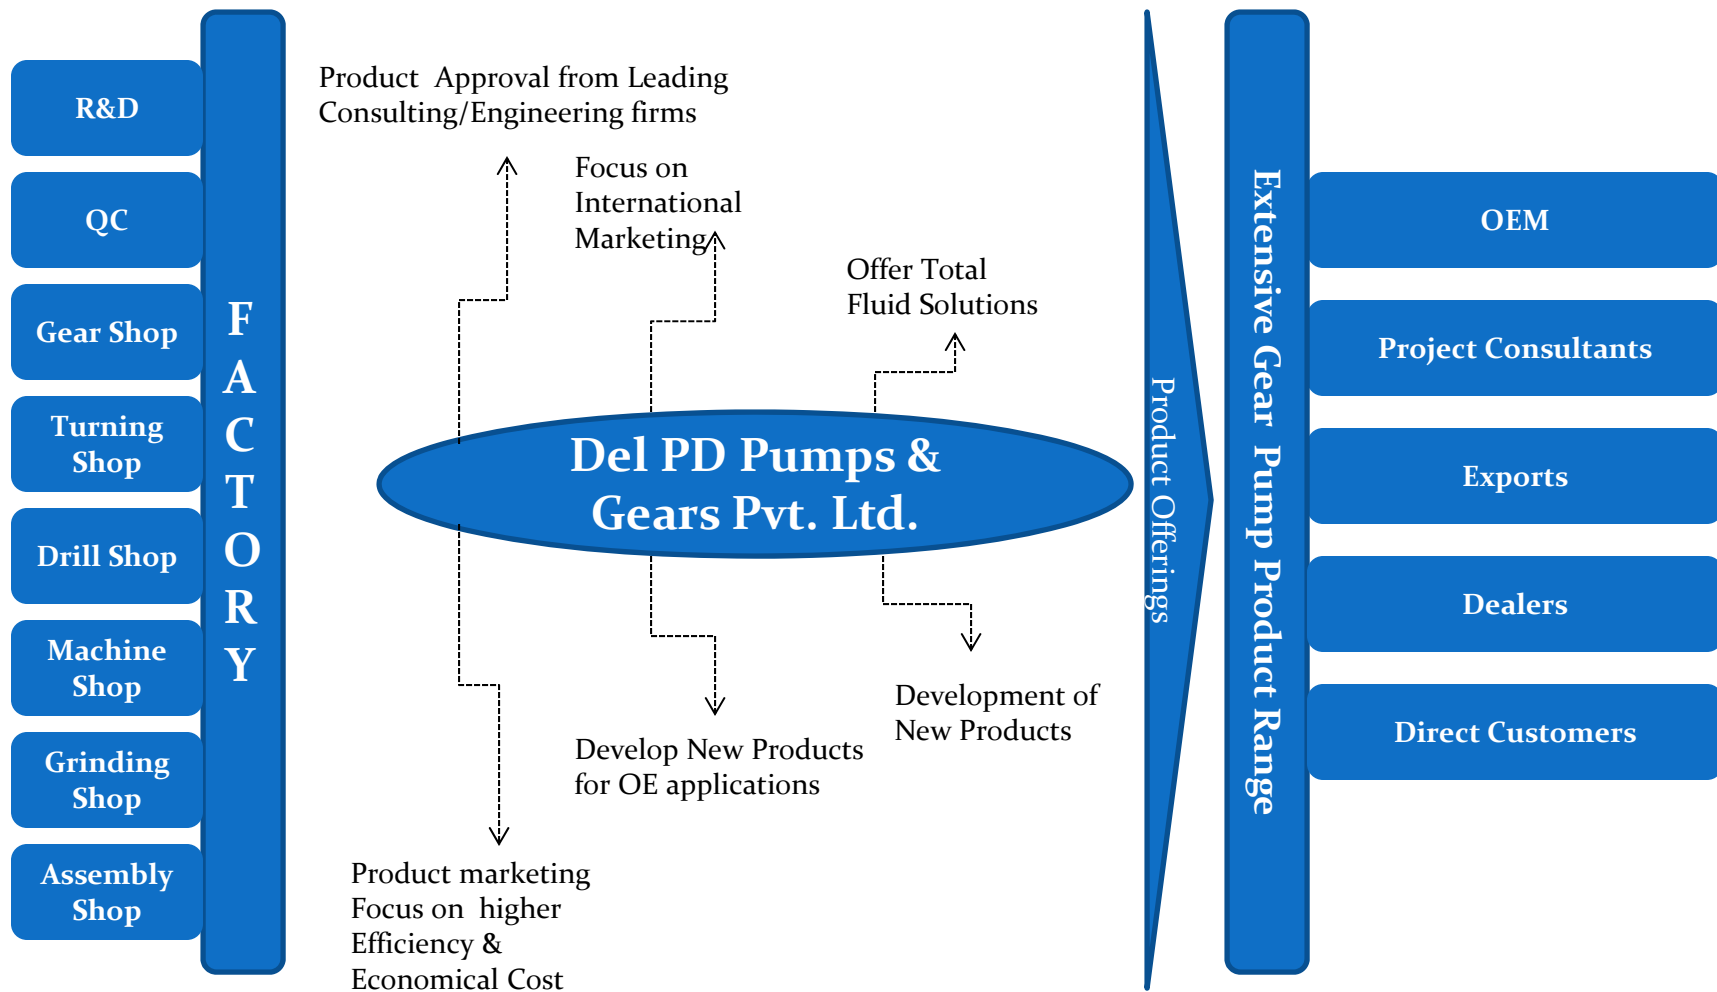 R&D
QC
Gear Shop
Turning
Shop
Drill Shop
Machine
Shop
Grinding
Shop
Assembly
Shop
F
A
C
T
O
R
Y
Product Approval from Leading
Consulting/Engineering firms
Focus on
International
Marketing
Offer Total
Fluid Solutions
Del PD Pumps &
Gears Pvt. Ltd.
Development of
New Products
Develop New Products
for OE applications
Product marketing
Focus on higher
Efficiency &
Economical Cost
Product Offerings
Extensive Gear Pump Product Range
OEM
Project Consultants
Exports
Dealers
Direct Customers